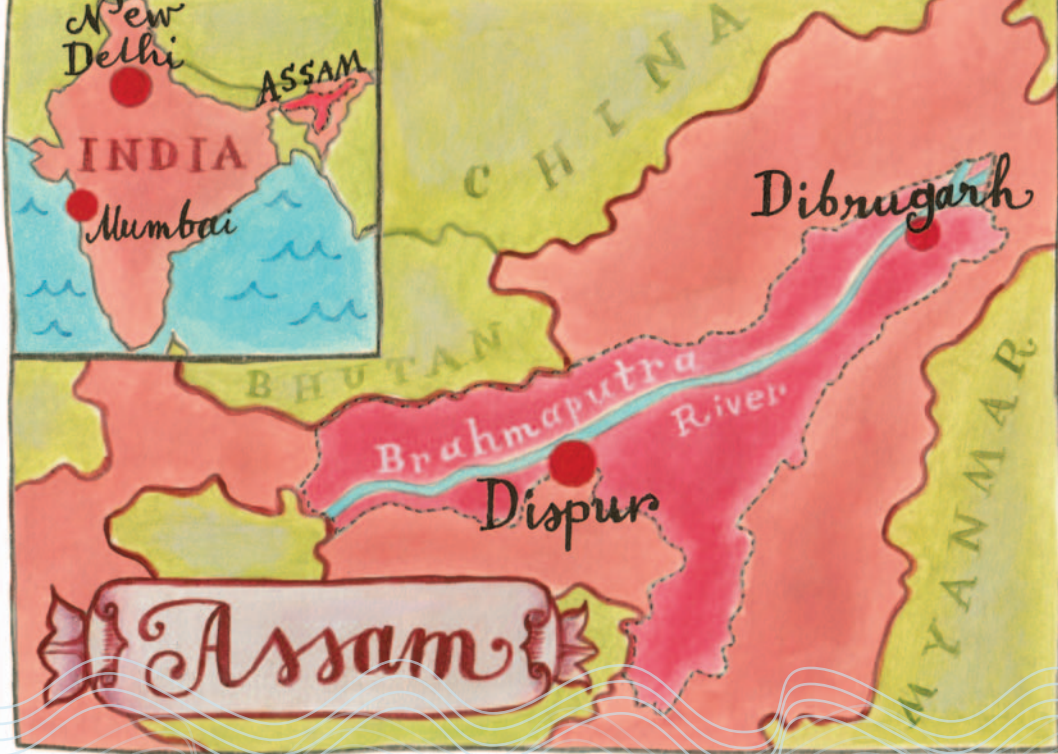 New
Delhi
ASSAM
INDIA
Mumbai
CHINA
Dibrugarh
BHUTAN
Brahmaputra
River
Dispur
MYANMAR
Assam